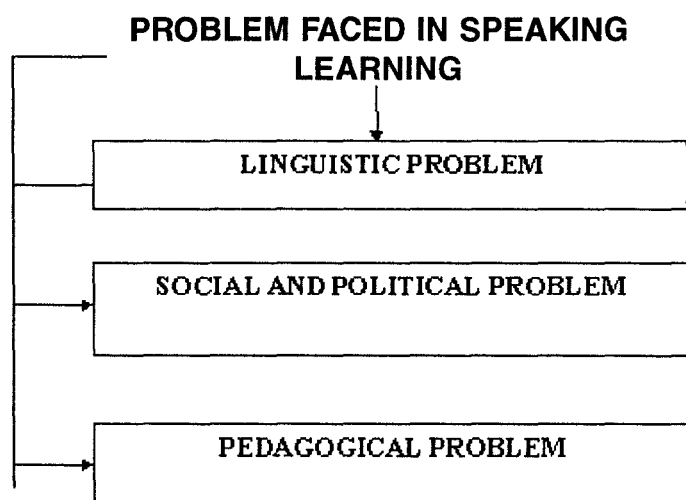 PROBLEM FACED IN SPEAKING
LEARNING
LINGUISTIC PROBLEM
SOCIAL AND POLITICAL PROBLEM
PEDAGOGICAL PROBLEM